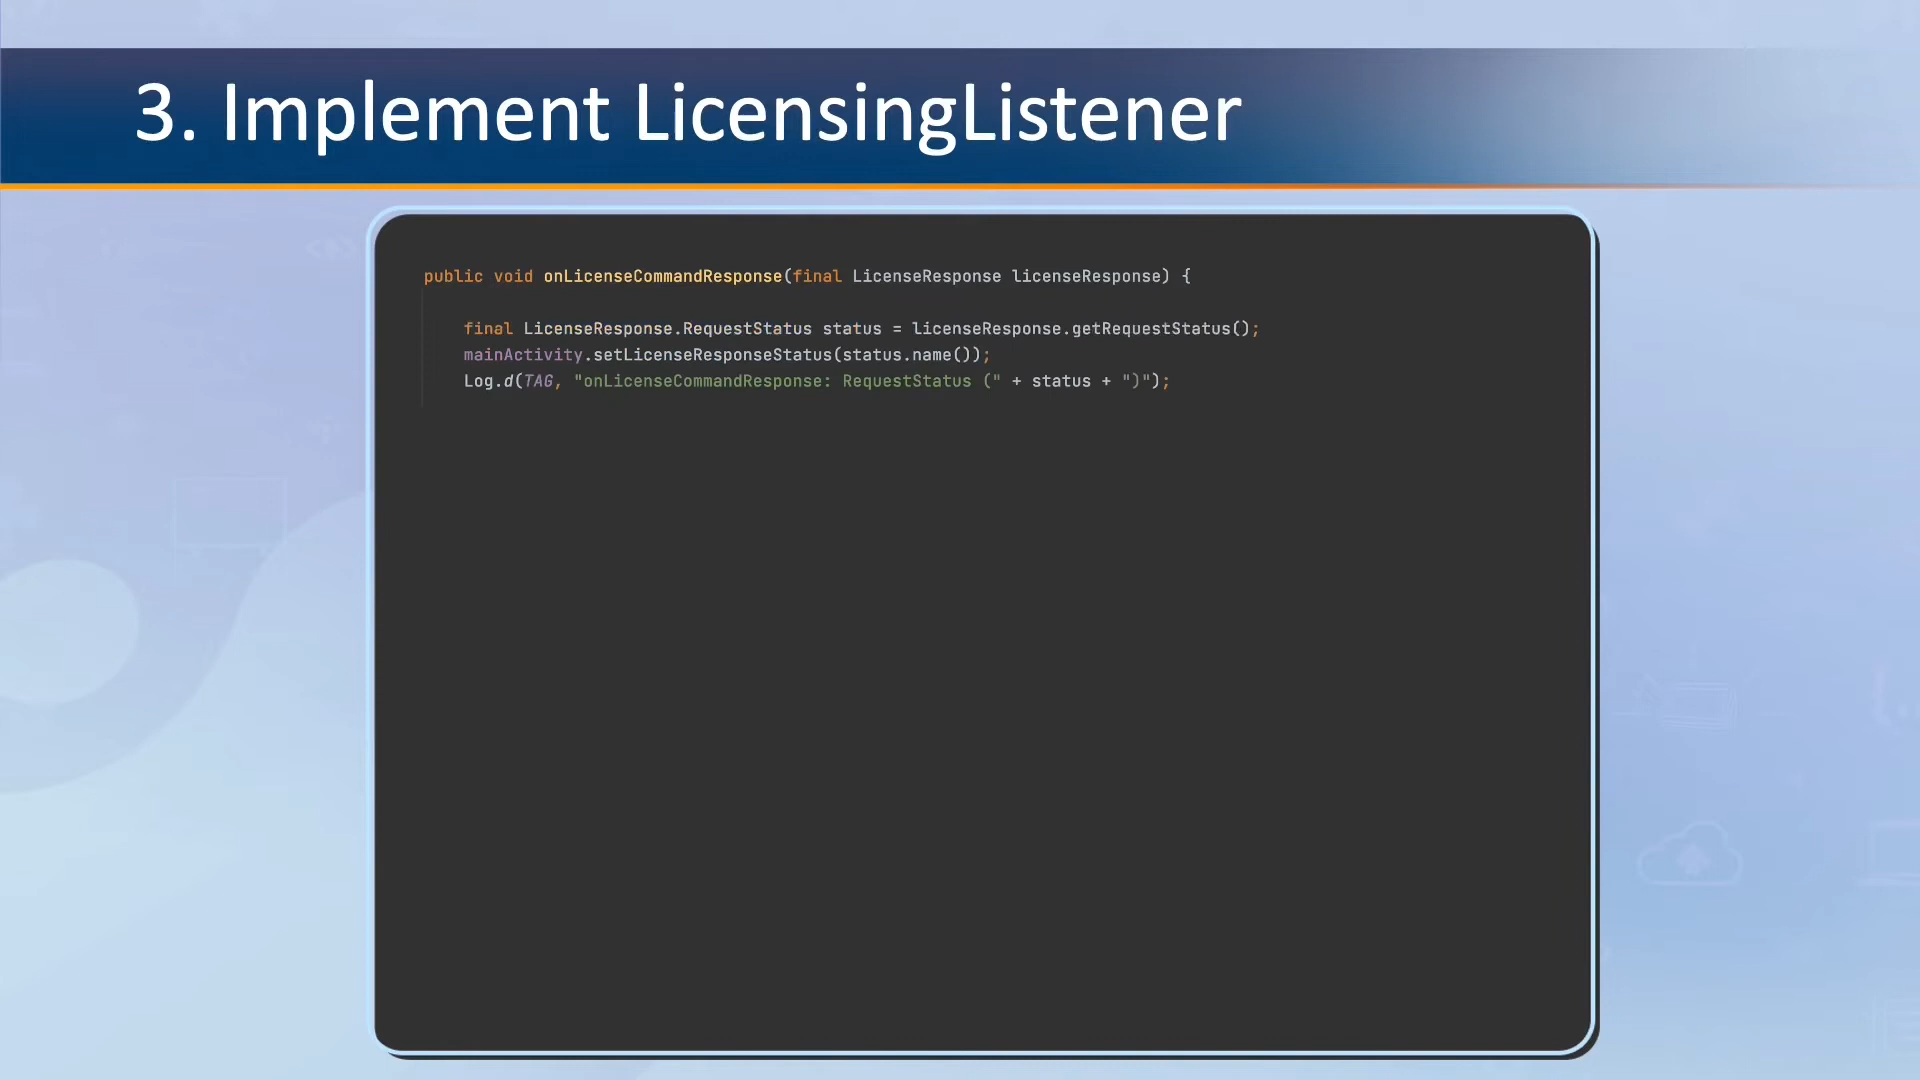 3. Implement LicensingListener
public void onLicenseCommandResponse(final LicenseResponse licenseResponse) {
final LicenseResponse.RequestStatus status = licenseResponse.getRequestStatus();
mainActivity.setLicenseResponseStatus(status.name());
Log.d(TAG, "onLicenseCommandResponse: RequestStatus (" + status + ")");